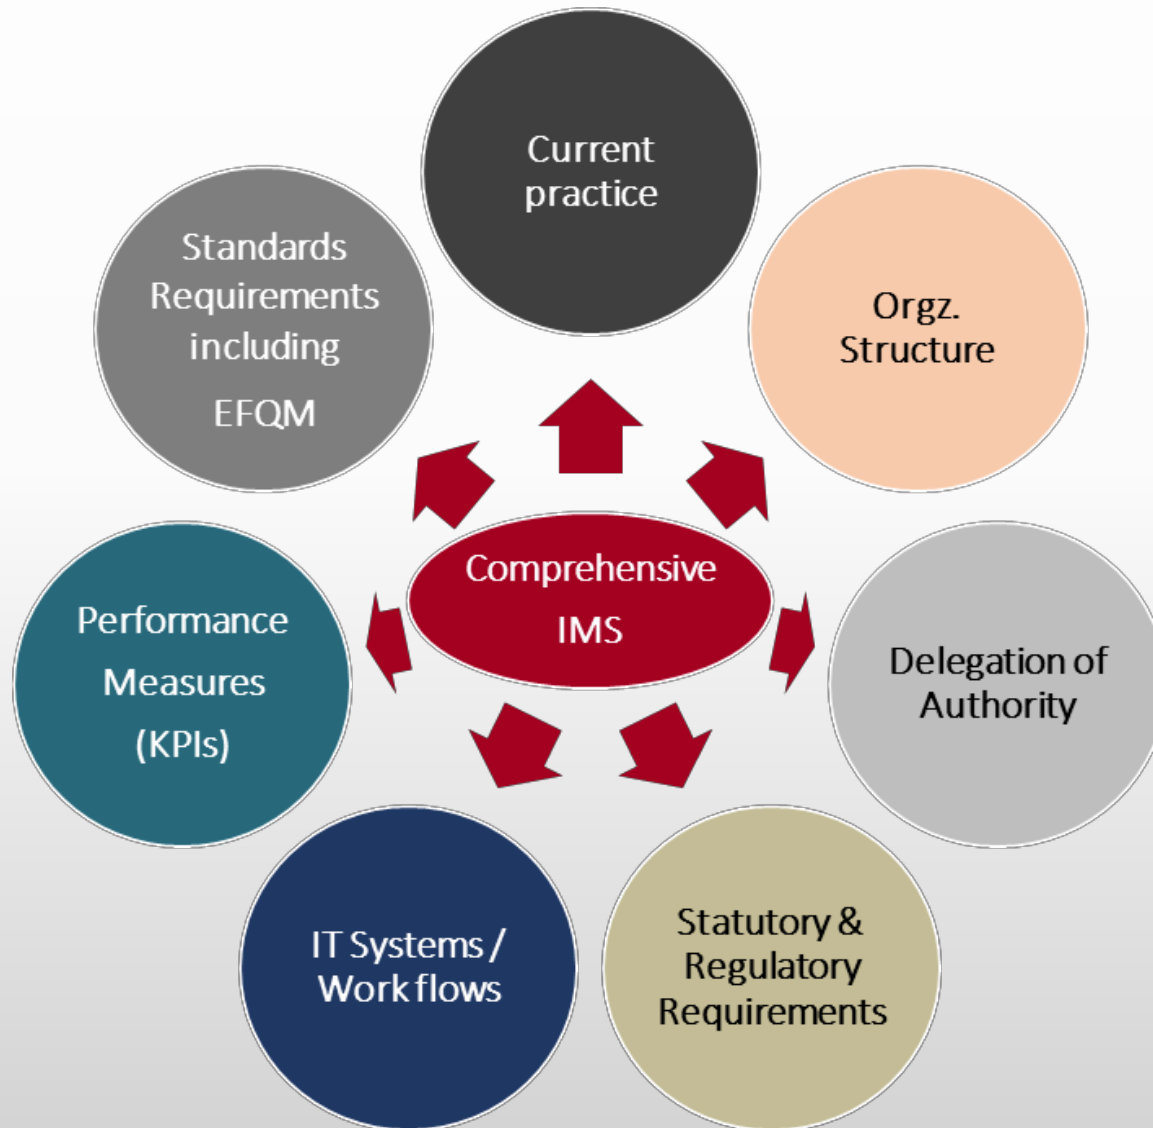 Current
practice
Standards
Requirements
including
EFQM
Orgz.
Structure
Comprehensive
IMS
Performance
Measures
(KPIs)
Delegation of
Authority
IT Systems /
Work flows
Statutory &
Regulatory
Requirements